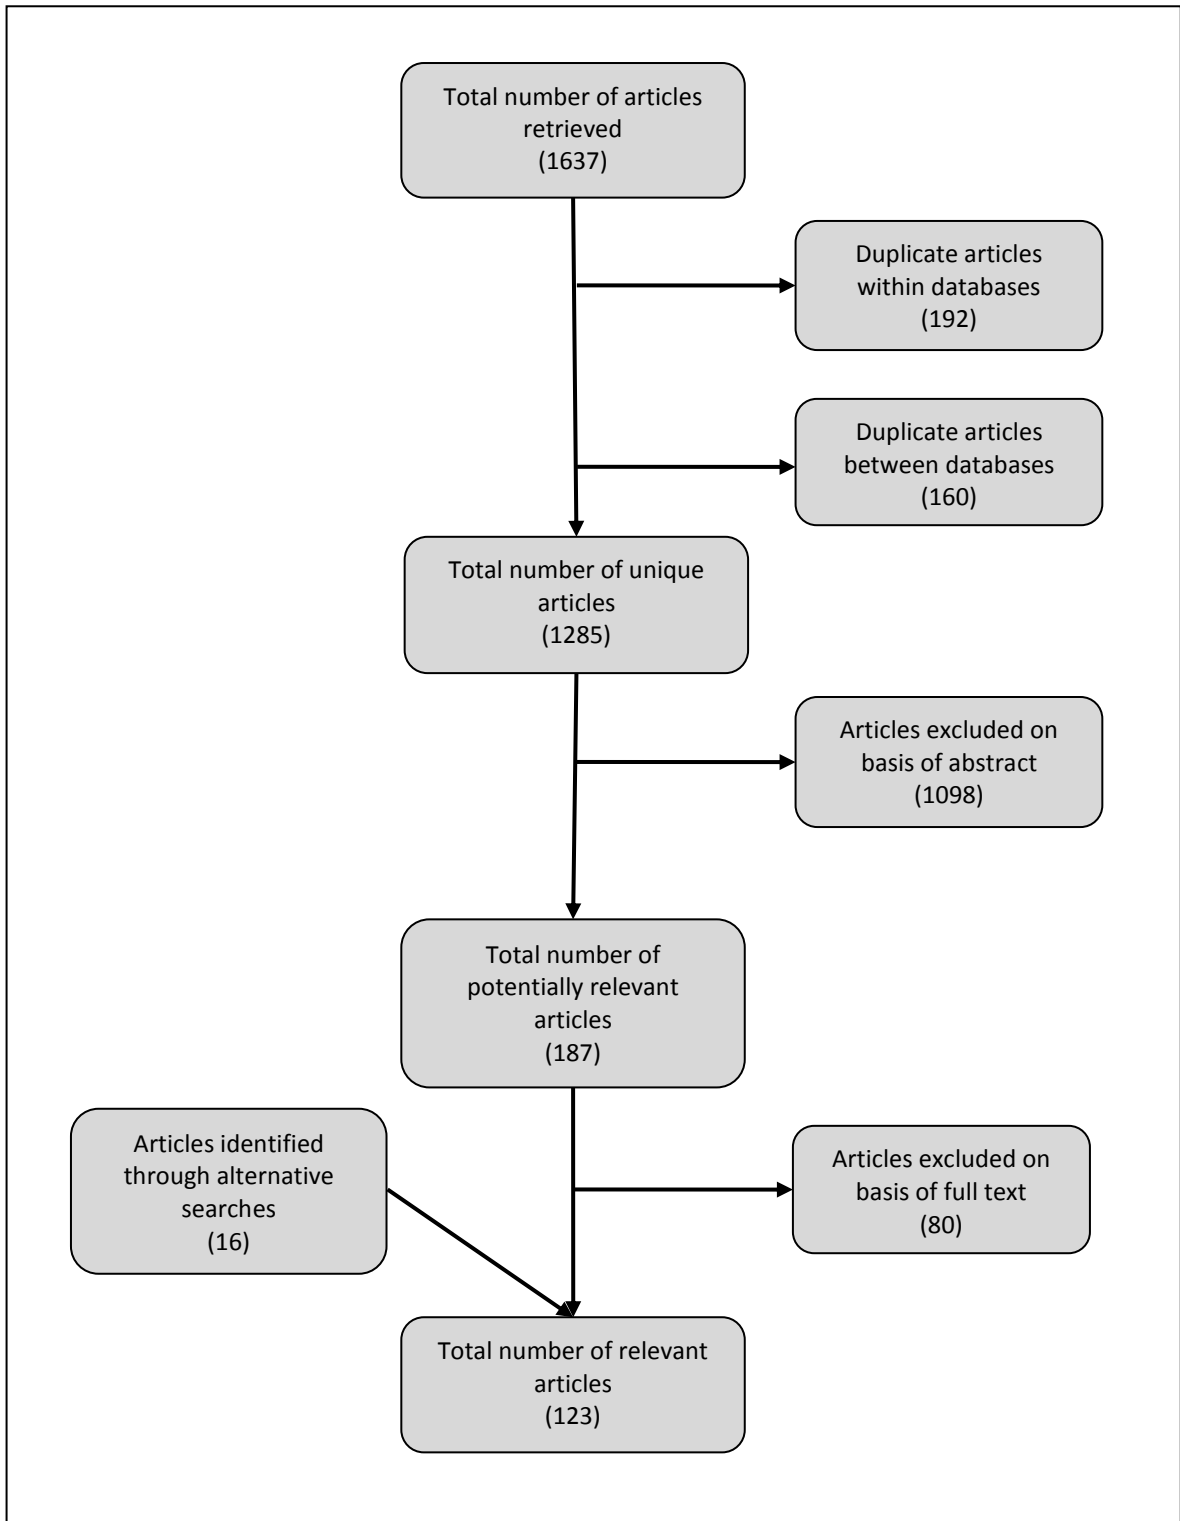 Total number of articles
retrieved
(1637)
Duplicate articles
within databases
(192)
Duplicate articles
between databases
(160)
Total number of unique
articles
(1285)
Articles excluded on
basis of abstract
(1098)
Total number of
potentially relevant
articles
(187)
Articles identified
through alternative
searches
(16)
Articles excluded on
basis of full text
(80)
Total number of relevant
articles
(123)